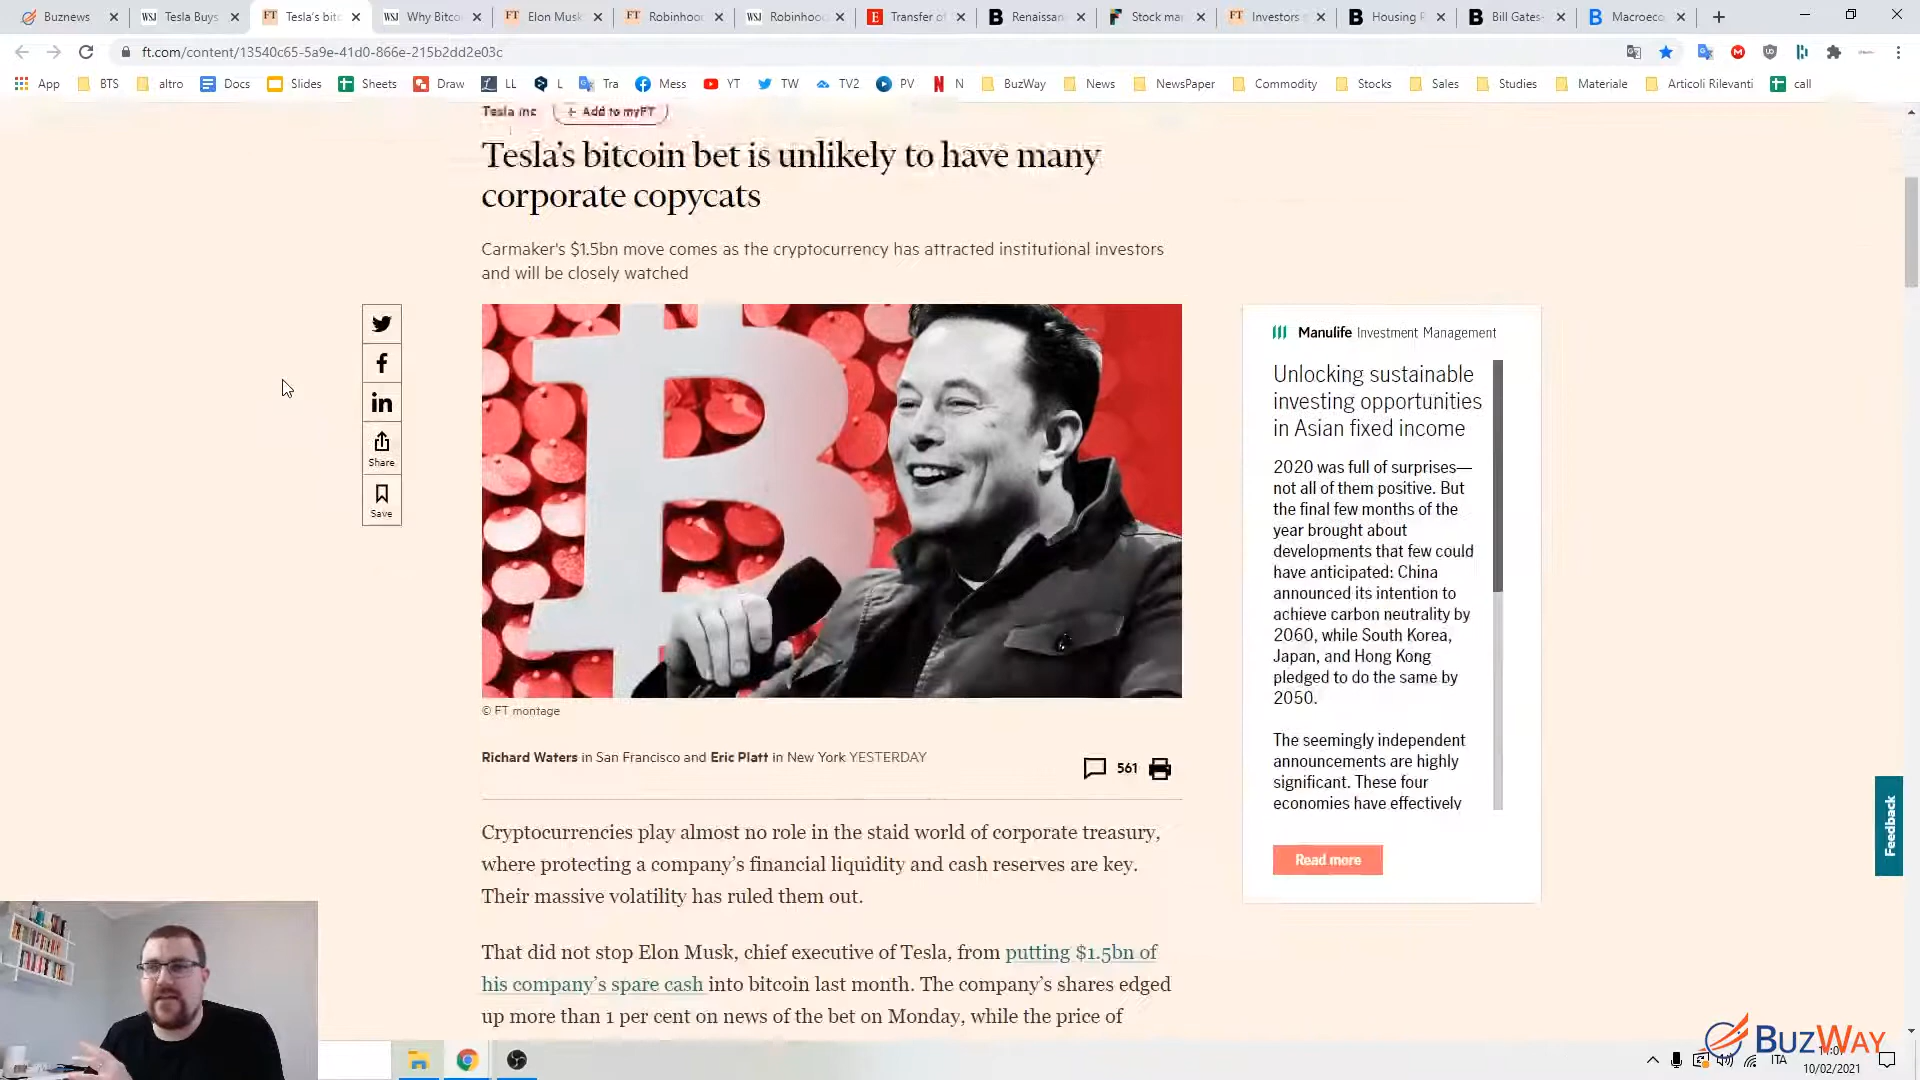 Buznews
Tesla Buys
Tesla's bitc
Why Bitco
Elon Musk
Robinhoo
Robinhoo
Transfer of
Renaissan
Stock ma
Investors
Housing
Bill Gates-
Macroeco
ft.com/content/13540c65-5a9e-41d0-866e-215b2dd2e03c
App
BTS
altro
Docs
Slides
Sheets
Draw
LL
L
Tra
Mess
YT
TW
TV2
PV
N
BuzWay
News
NewsPaper
Commodity
Stocks
Sales
Studies
Materiale
Articoli Rilevanti
call
Tesla Inc
+ Add to myFT
Tesla's bitcoin bet is unlikely to have many
corporate copycats
Carmaker's $1.5bn move comes as the cryptocurrency has attracted institutional investors
and will be closely watched
Share
Save
© FT montage
Richard Waters in San Francisco and Eric Platt in New York YESTERDAY
561
Cryptocurrencies play almost no role in the staid world of corporate treasury,
where protecting a company's financial liquidity and cash reserves are key.
Their massive volatility has ruled them out.
That did not stop Elon Musk, chief executive of Tesla, from putting $1.5bn of
his company's spare cash into bitcoin last month. The company's shares edged
up more than 1 per cent on news of the bet on Monday, while the price of
Manulife Investment Management
Unlocking sustainable
investing opportunities
in Asian fixed income
2020 was full of surprises—
not all of them positive. But
the final few months of the
year brought about
developments that few could
have anticipated: China
announced its intention to
achieve carbon neutrality by
2060, while South Korea,
Japan, and Hong Kong
pledged to do the same by
2050.
The seemingly independent
announcements are highly
significant. These four
economies have effectively
Read more
Feedback
BUZWAY
ITA
10/02/2021